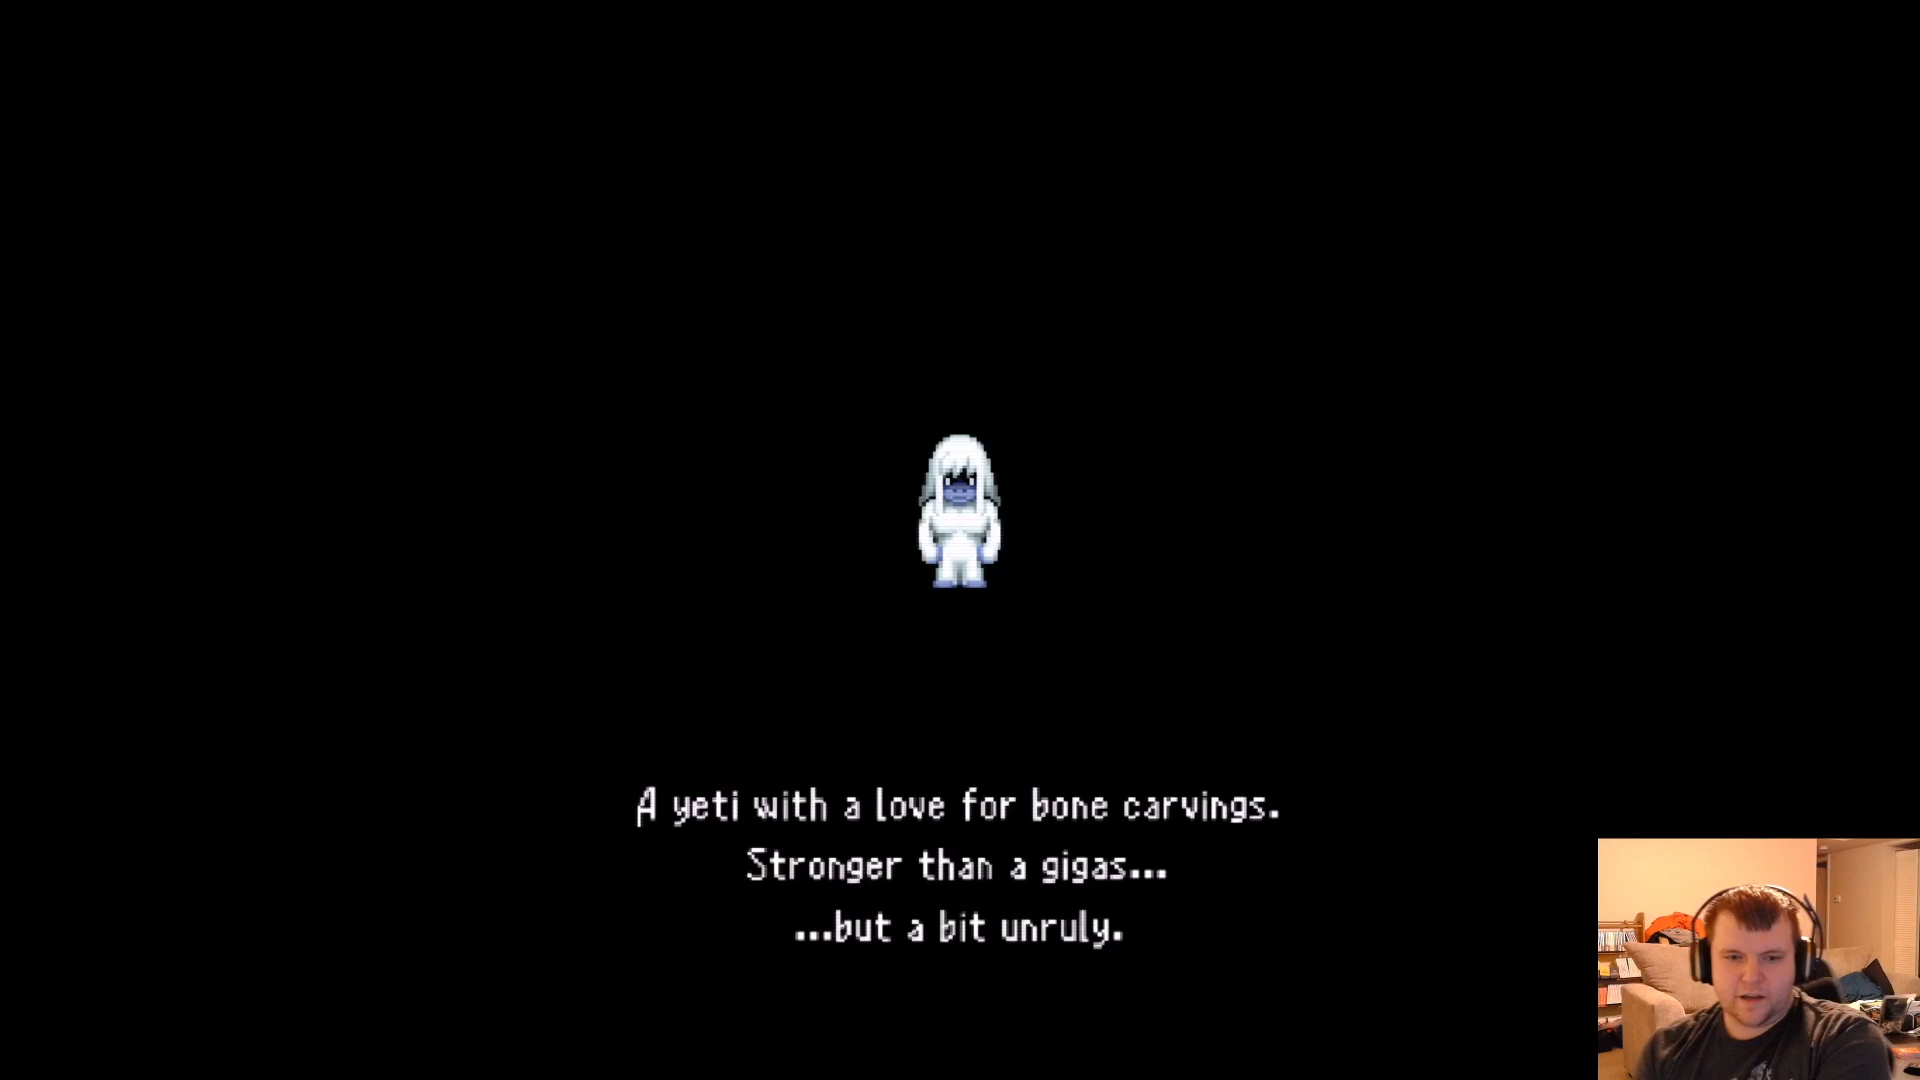 A yeti with a love for bone carvings.
Stronger than a gigas...
...but a bit unruly.